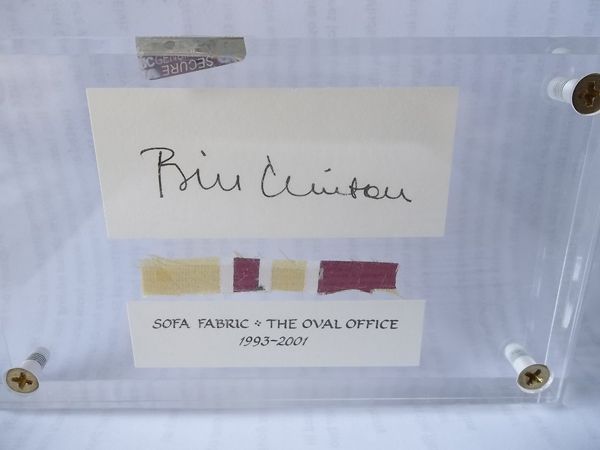 SECURE
Bill Clinton
SOFA FABRIC ❖ THE OVAL OFFICE
1993-2001